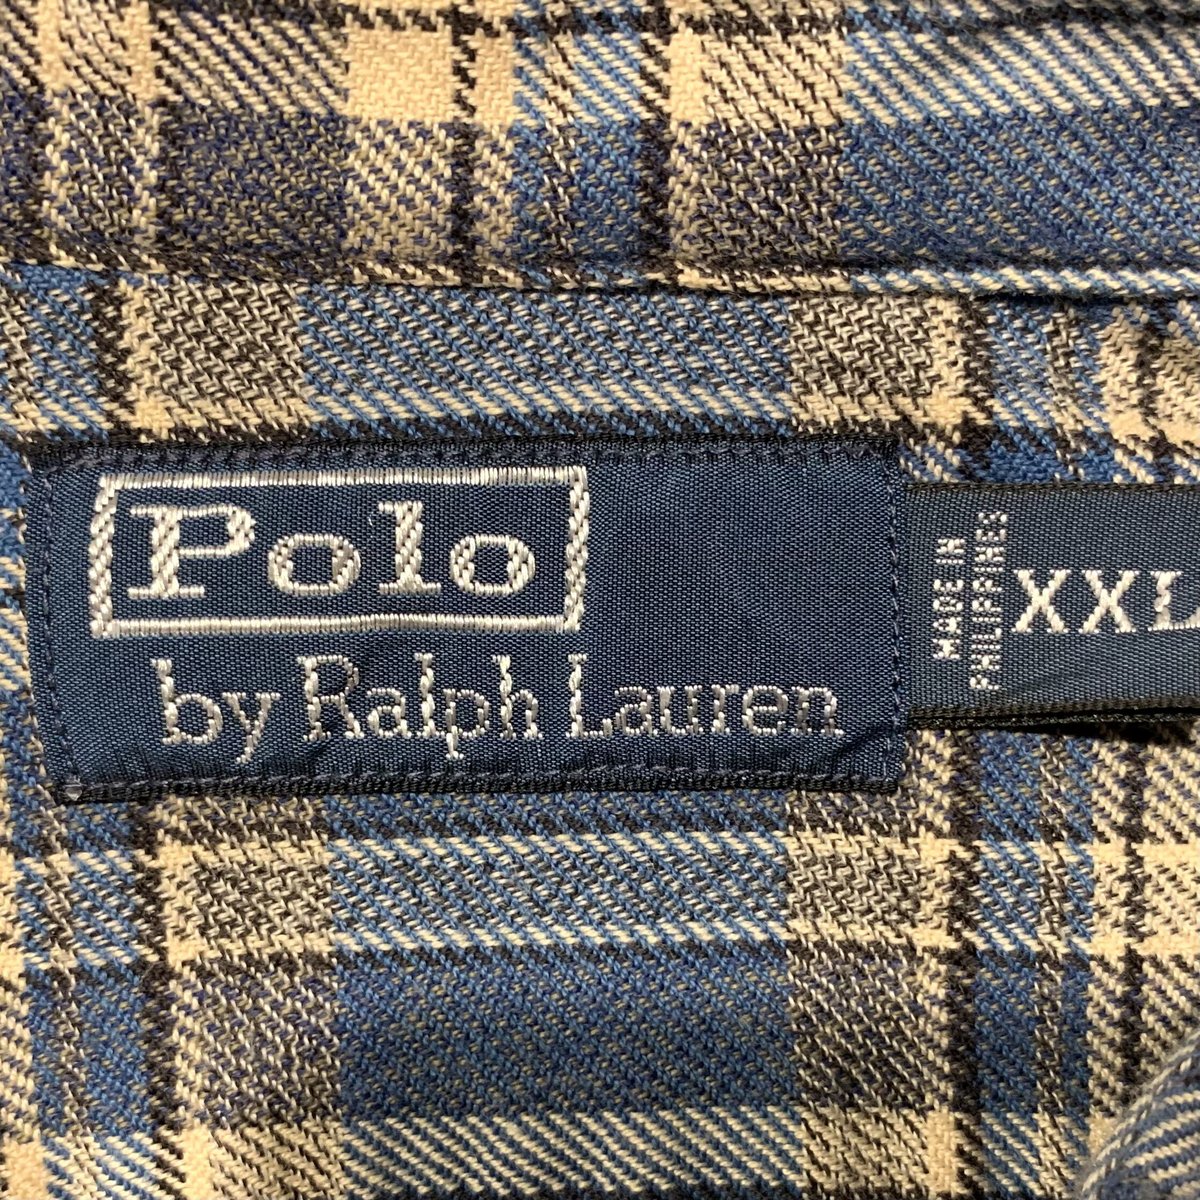 Polo
by Ralph Lauren
MADE IN
PHILIPPINES
XXL